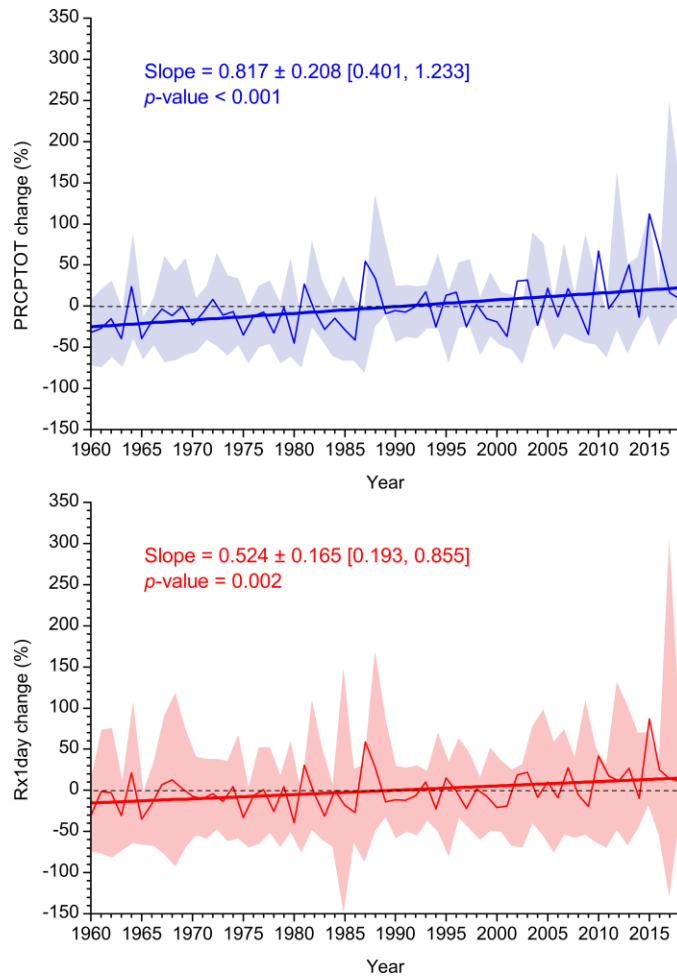 350
300
250
200
150
100
50
0
-50
-100
-150
PRCPTOT change (%)
Slope = 0.817 ± 0.208 [0.401, 1.233]
p-value < 0.001
1960 1965 1970 1975 1980 1985 1990 1995 2000 2005 2010 2015
Year
350
300
250
200
150
100
50
0
-50
-100
-150
Rx1day change (%)
Slope = 0.524 ± 0.165 [0.193, 0.855]
p-value = 0.002
1960 1965 1970 1975 1980 1985 1990 1995 2000 2005 2010 2015
Year